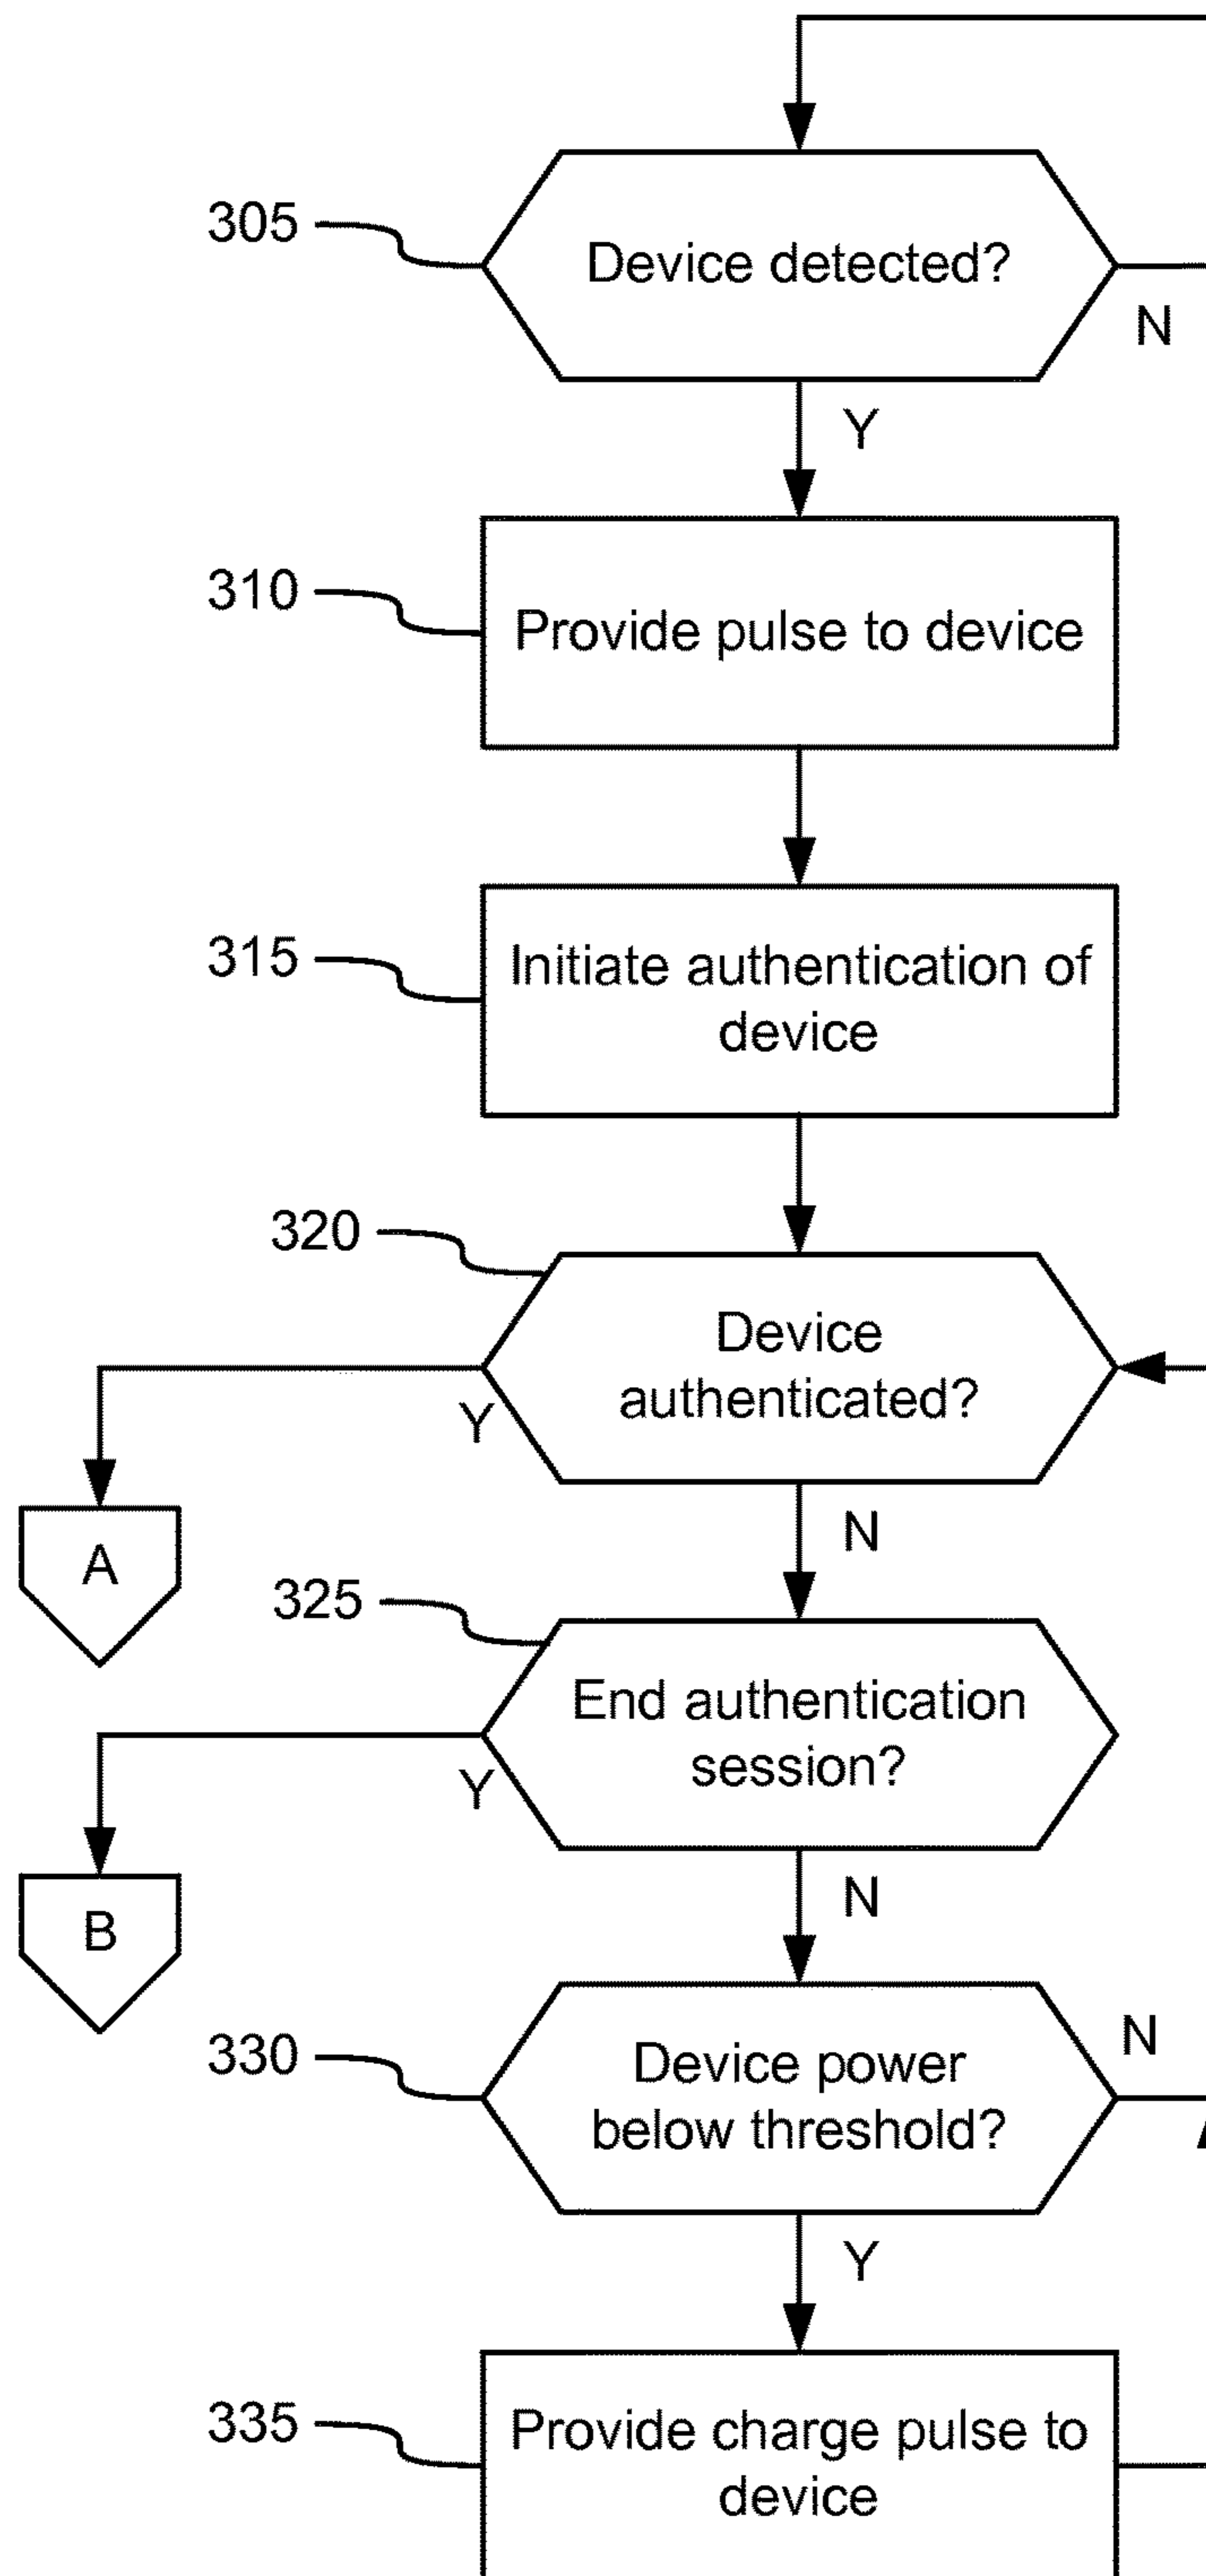 305
Device detected?
N
Y
310
Provide pulse to device
315
Initiate authentication of
device
320
Device
authenticated?
Y
N
A
325
End authentication
session?
Y
N
B
330
Device power
below threshold?
N
Y
335
Provide charge pulse to
device